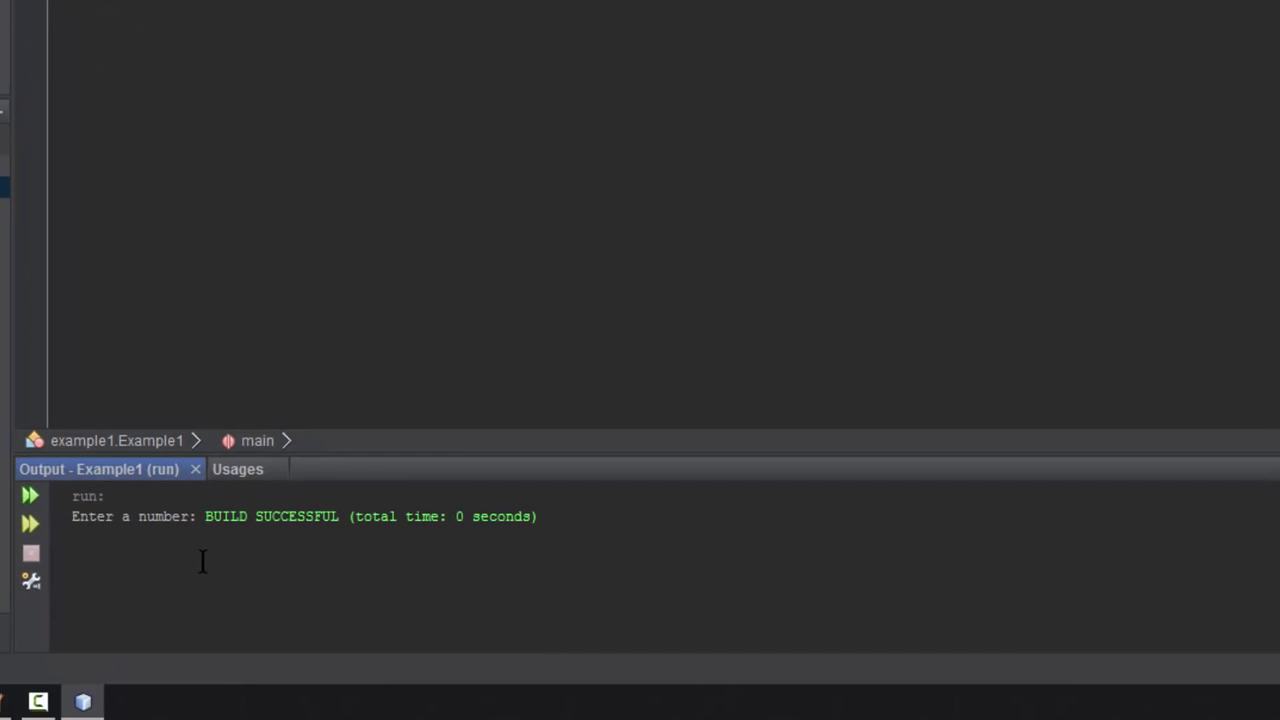 example1.Example1 main
Output - Example1 (run) Usages
run:
Enter a number: BUILD SUCCESSFUL (total time: 0 seconds)